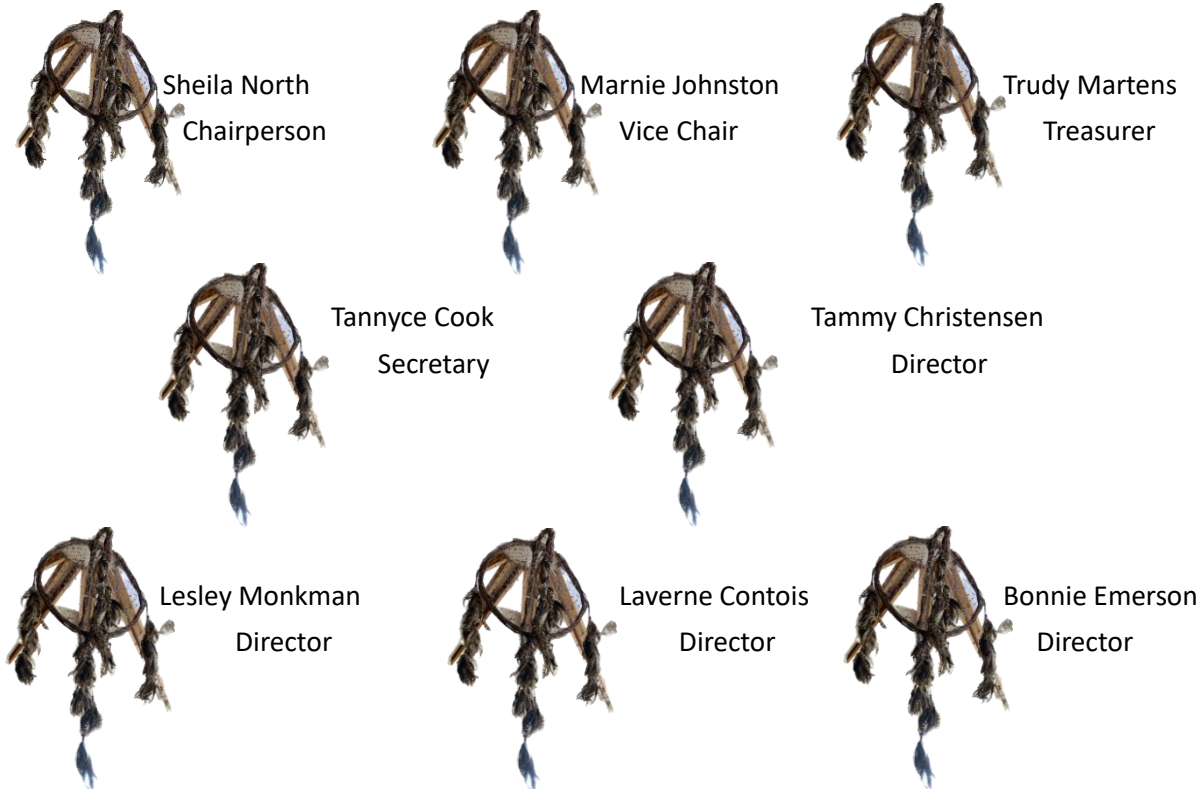 Sheila North
Chairperson
Marnie Johnston
Vice Chair
Trudy Martens
Treasurer
Tannyce Cook
Secretary
Tammy Christensen
Director
Lesley Monkman
Director
Laverne Contois
Director
Bonnie Emerson
Director